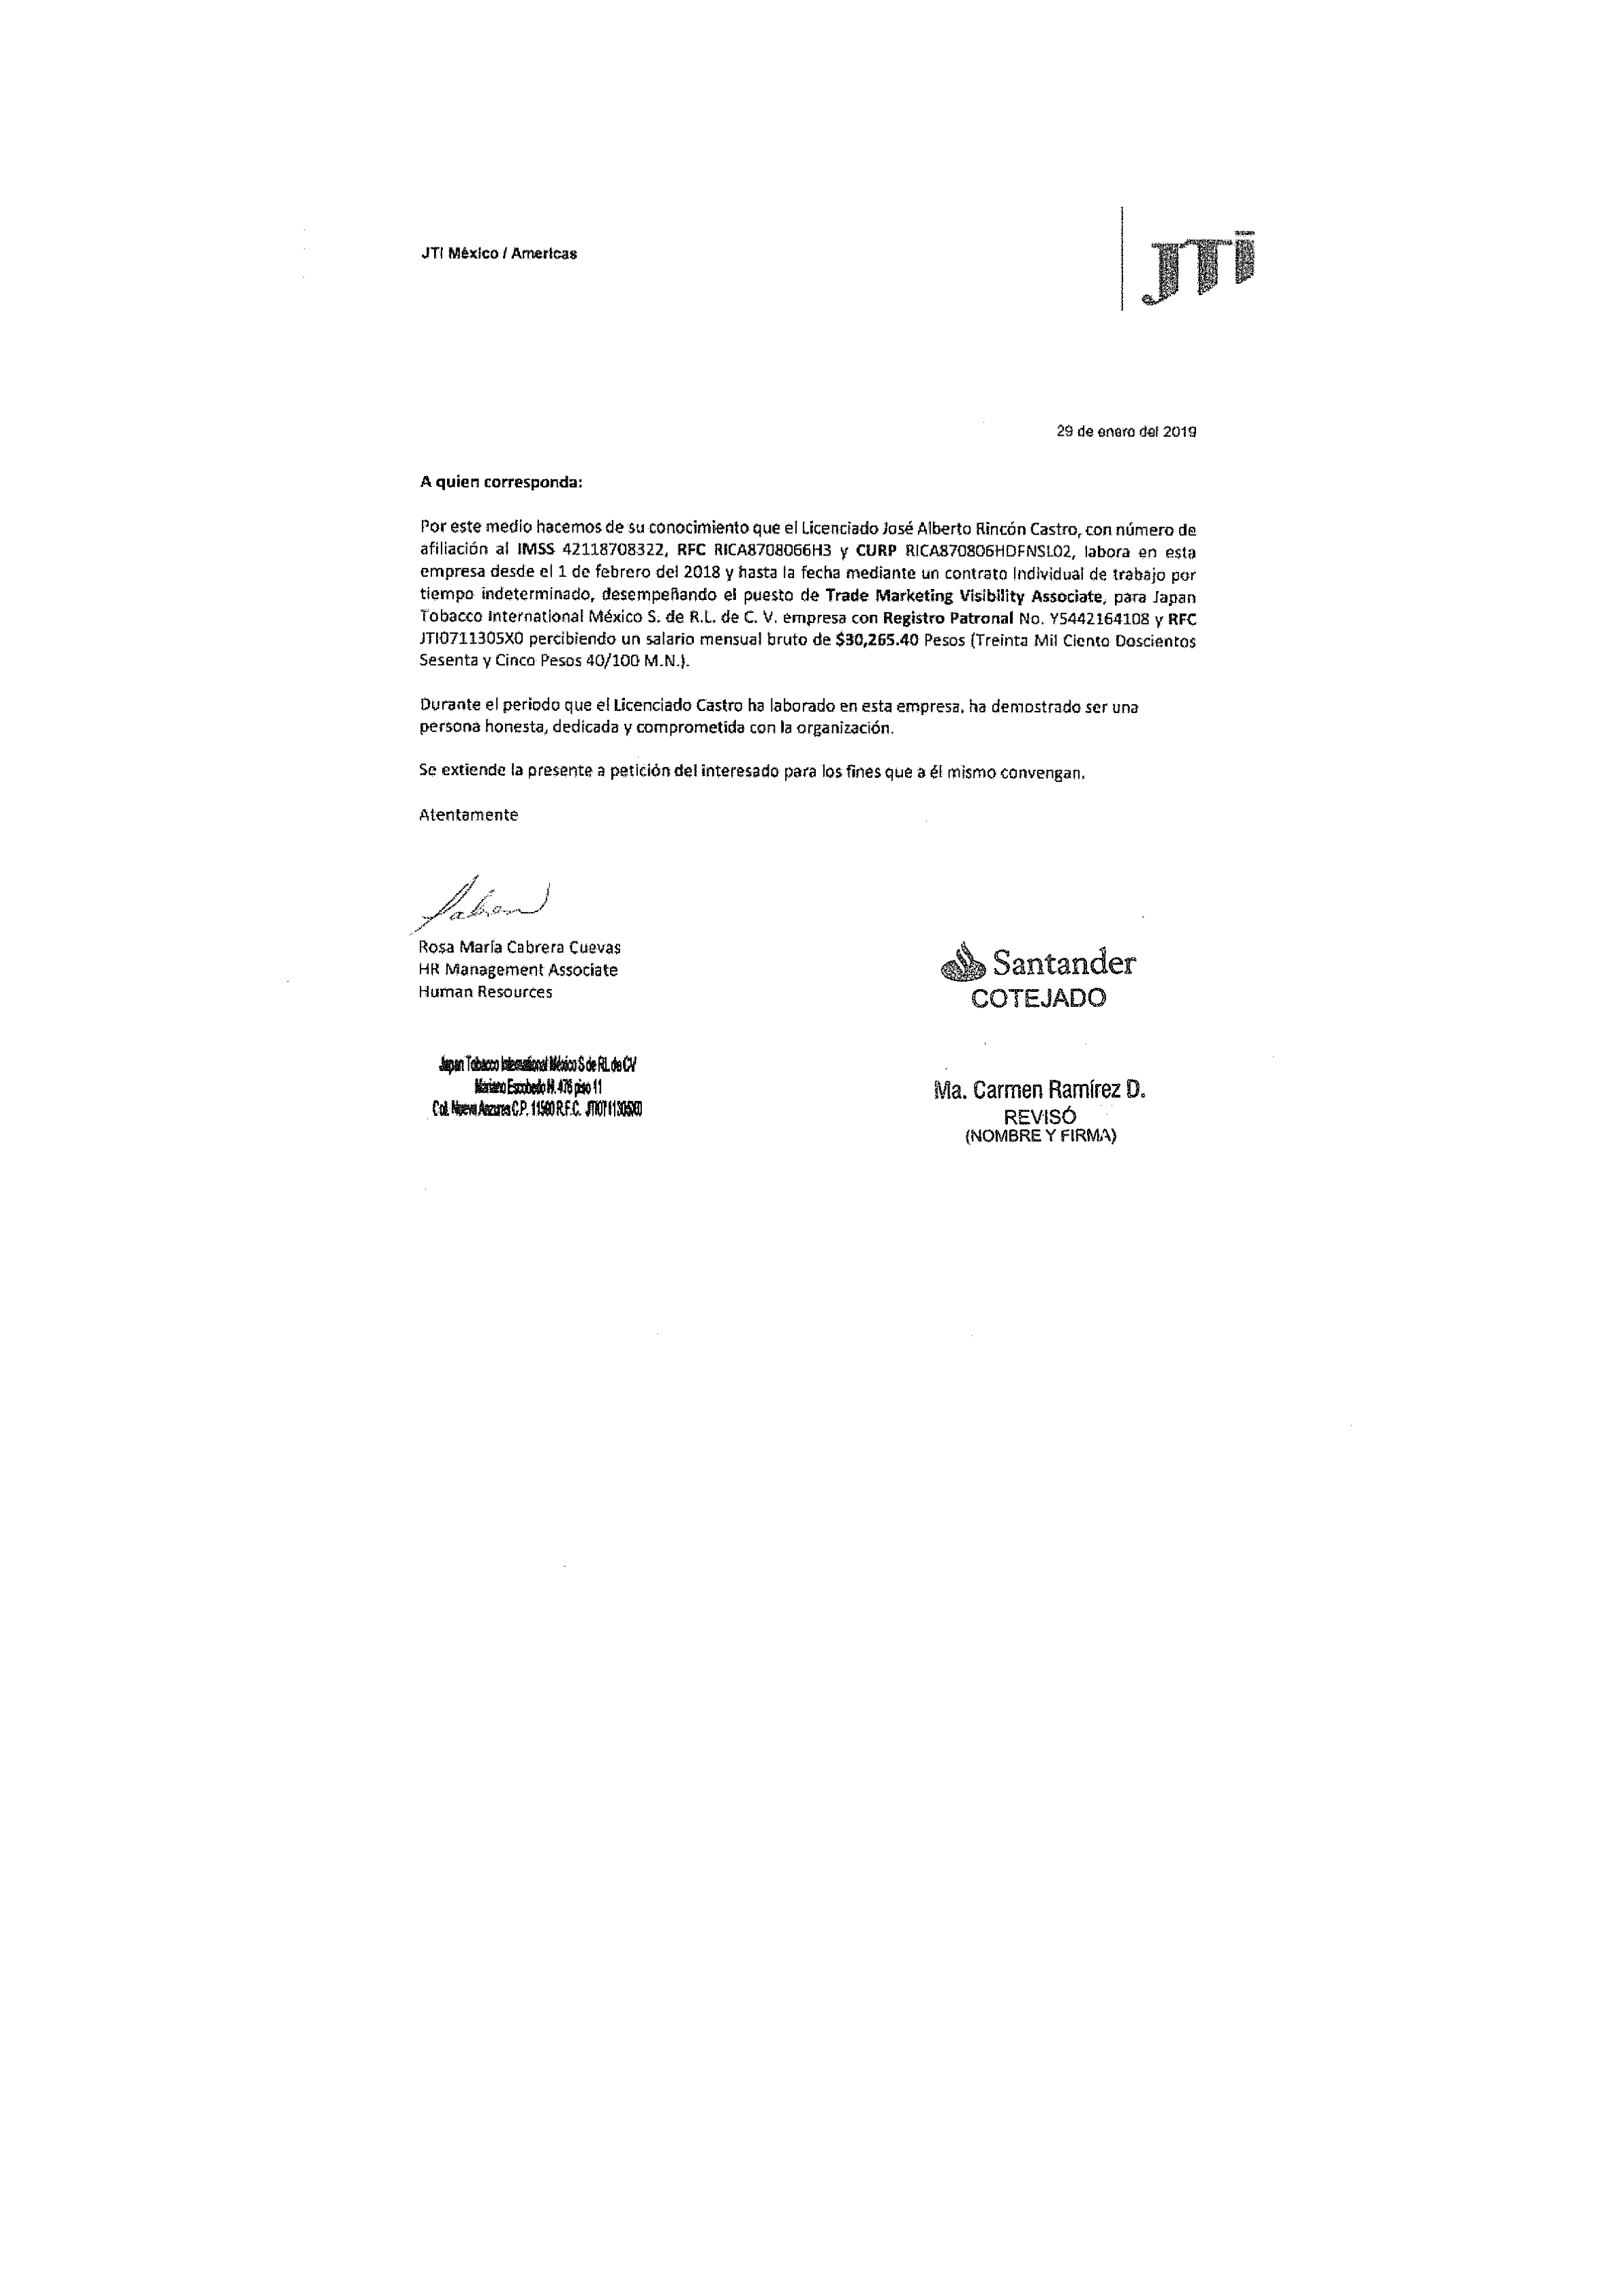 JTI México / Americas
JTI
29 de enero del 2019
A quien corresponda:
Por este medio hacemos de su conocimiento que el Licenciado José Alberto Rincón Castro, con número de
afiliación al IMSS 42118708322, RFC RICA8708066H3 y CURP RICA870806HDFNSL02, labora en esta
empresa desde el 1 de febrero del 2018 y hasta la fecha mediante un contrato Individual de trabajo por
tiempo indeterminado, desempeñando el puesto de Trade Marketing Visibility Associate, para Japan
Tobacco International México S. de R.L. de C. V. empresa con Registro Patronal No. Y5442164108 y RFC
JTI0711305X0 percibiendo un salario mensual bruto de $30,265.40 Pesos (Treinta Mil Ciento Doscientos
Sesenta y Cinco Pesos 40/100 M.N.).
Durante el periodo que el Licenciado Castro ha laborado en esta empresa, ha demostrado ser una
persona honesta, dedicada y comprometida con la organización.
Se extiende la presente a petición del interesado para los fines que a él mismo convengan.
Atentamente
Rosa María Cabrera Cuevas
HR Management Associate
Human Resources
Santander
COTEJADO
Japan Tobacco International México S de RL de CV
Mariano Escobedo N. 476 piso 11
Col. Nueva Anzures C.P. 11590 R.F.C. JTI0711305X0
Ma. Carmen Ramírez D.
REVISÓ
(NOMBRE Y FIRMA)